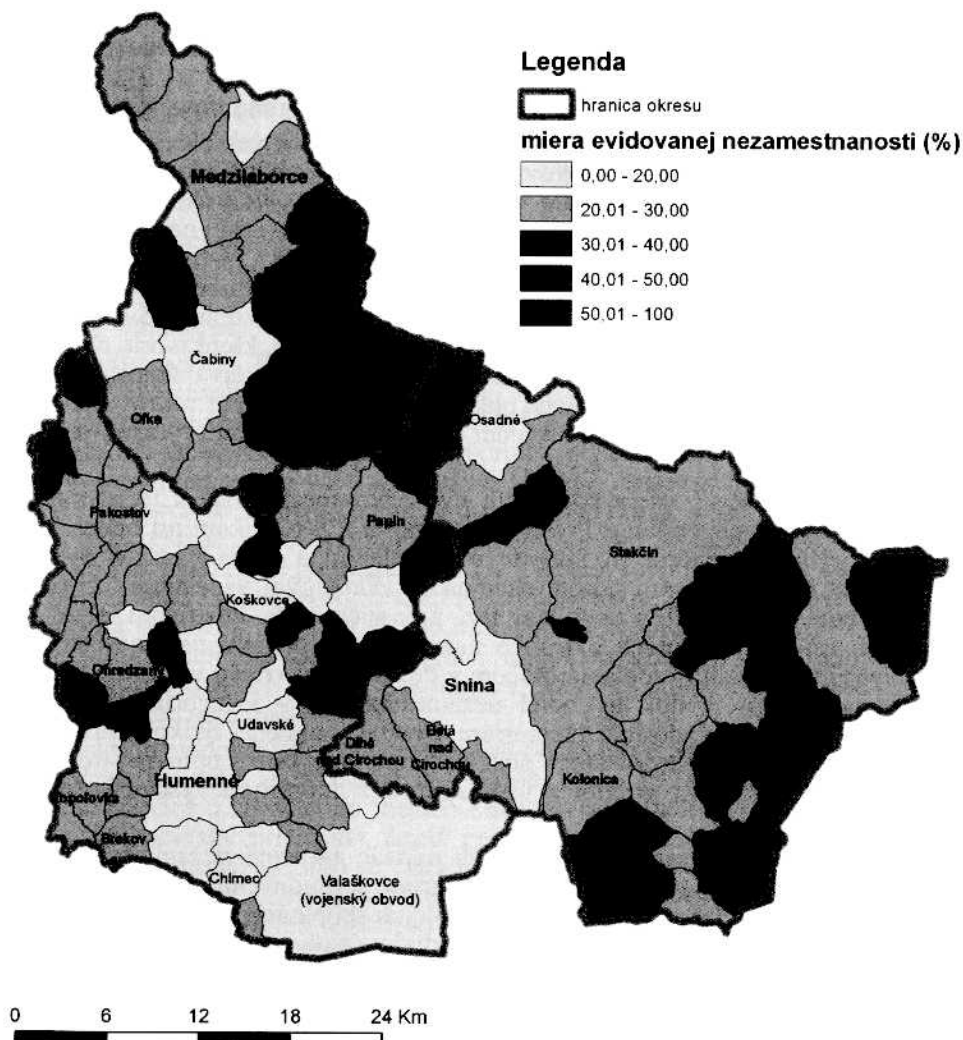 Legenda
hranica okresu
miera evidovanej nezamestnanosti (%)
0,00 - 20,00
20,01 - 30,00
30,01 - 40,00
40,01 - 50,00
50,01 - 100
Medzilaborce
Čabiny
Oľka
Osadné
Pakostov
Papín
Stakčín
Koškovce
Ohradzany
Snina
Udavské
Dlhé
nad Cirochou
Belá
nad
Cirochou
Humenné
Kolonica
Topoľovka
Brekov
Chlmec
Valaškovce
(vojenský obvod)
0 6 12 18 24 Km